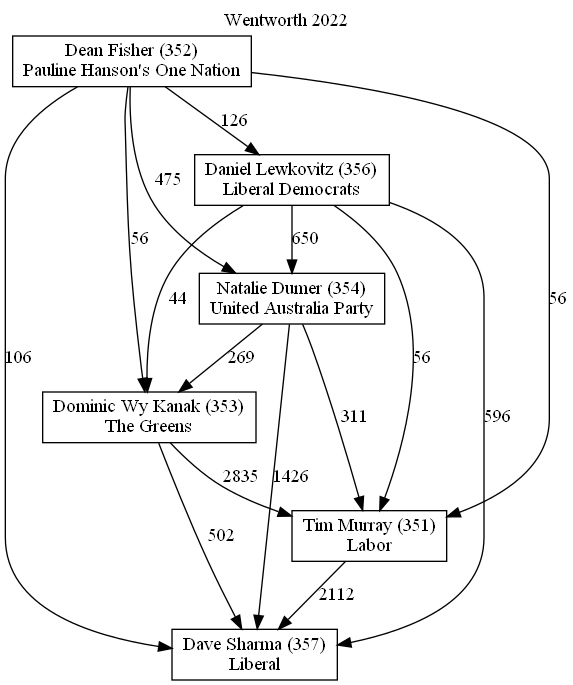 Wentworth 2022
Dean Fisher (352)
Pauline Hanson's One Nation
126
Daniel Lewkovitz (356)
Liberal Democrats
475
56
44
650
Natalie Dumer (354)
United Australia Party
56
106
269
56
596
Dominic Wy Kanak (353)
The Greens
311
2835
1426
502
Tim Murray (351)
Labor
2112
Dave Sharma (357)
Liberal